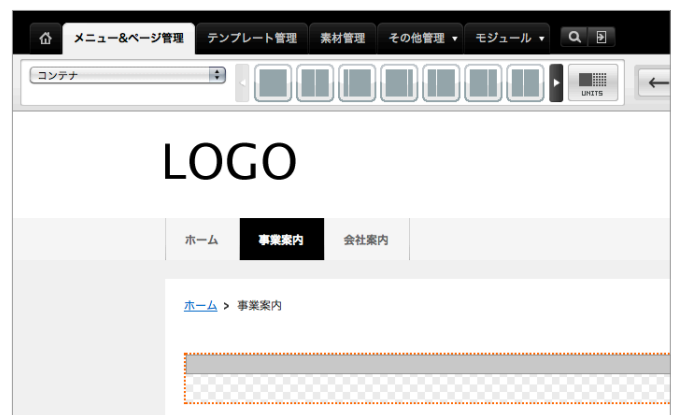 メニュー&ページ管理 テンプレート管理 素材管理 その他管理 ▼ モジュール ▼
コンテナ
UNITS
LOGO
ホーム 事業案内 会社案内
ホーム > 事業案内